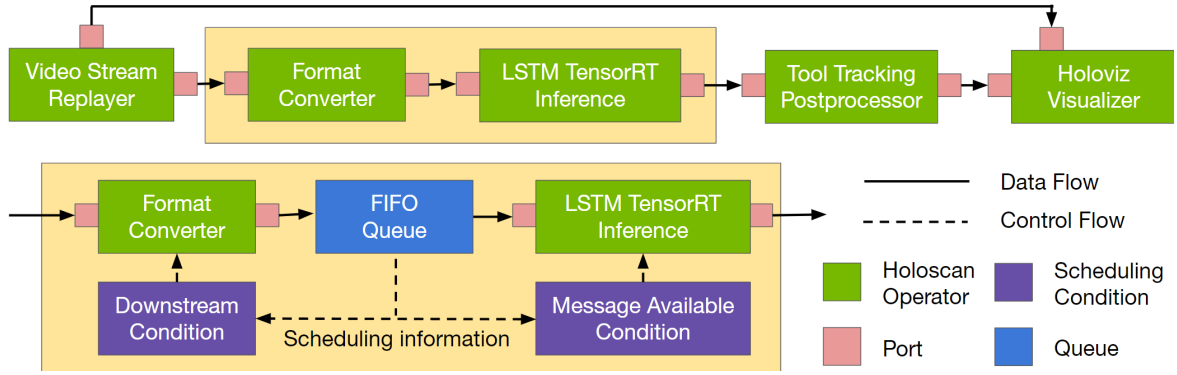 Video Stream
Replayer
Format
Converter
LSTM TensorRT
Inference
Tool Tracking
Postprocessor
Holoviz
Visualizer
Format
Converter
FIFO
Queue
LSTM TensorRT
Inference
Downstream
Condition
Scheduling information
Message Available
Condition
Data Flow
Control Flow
Holoscan
Operator
Scheduling
Condition
Port
Queue